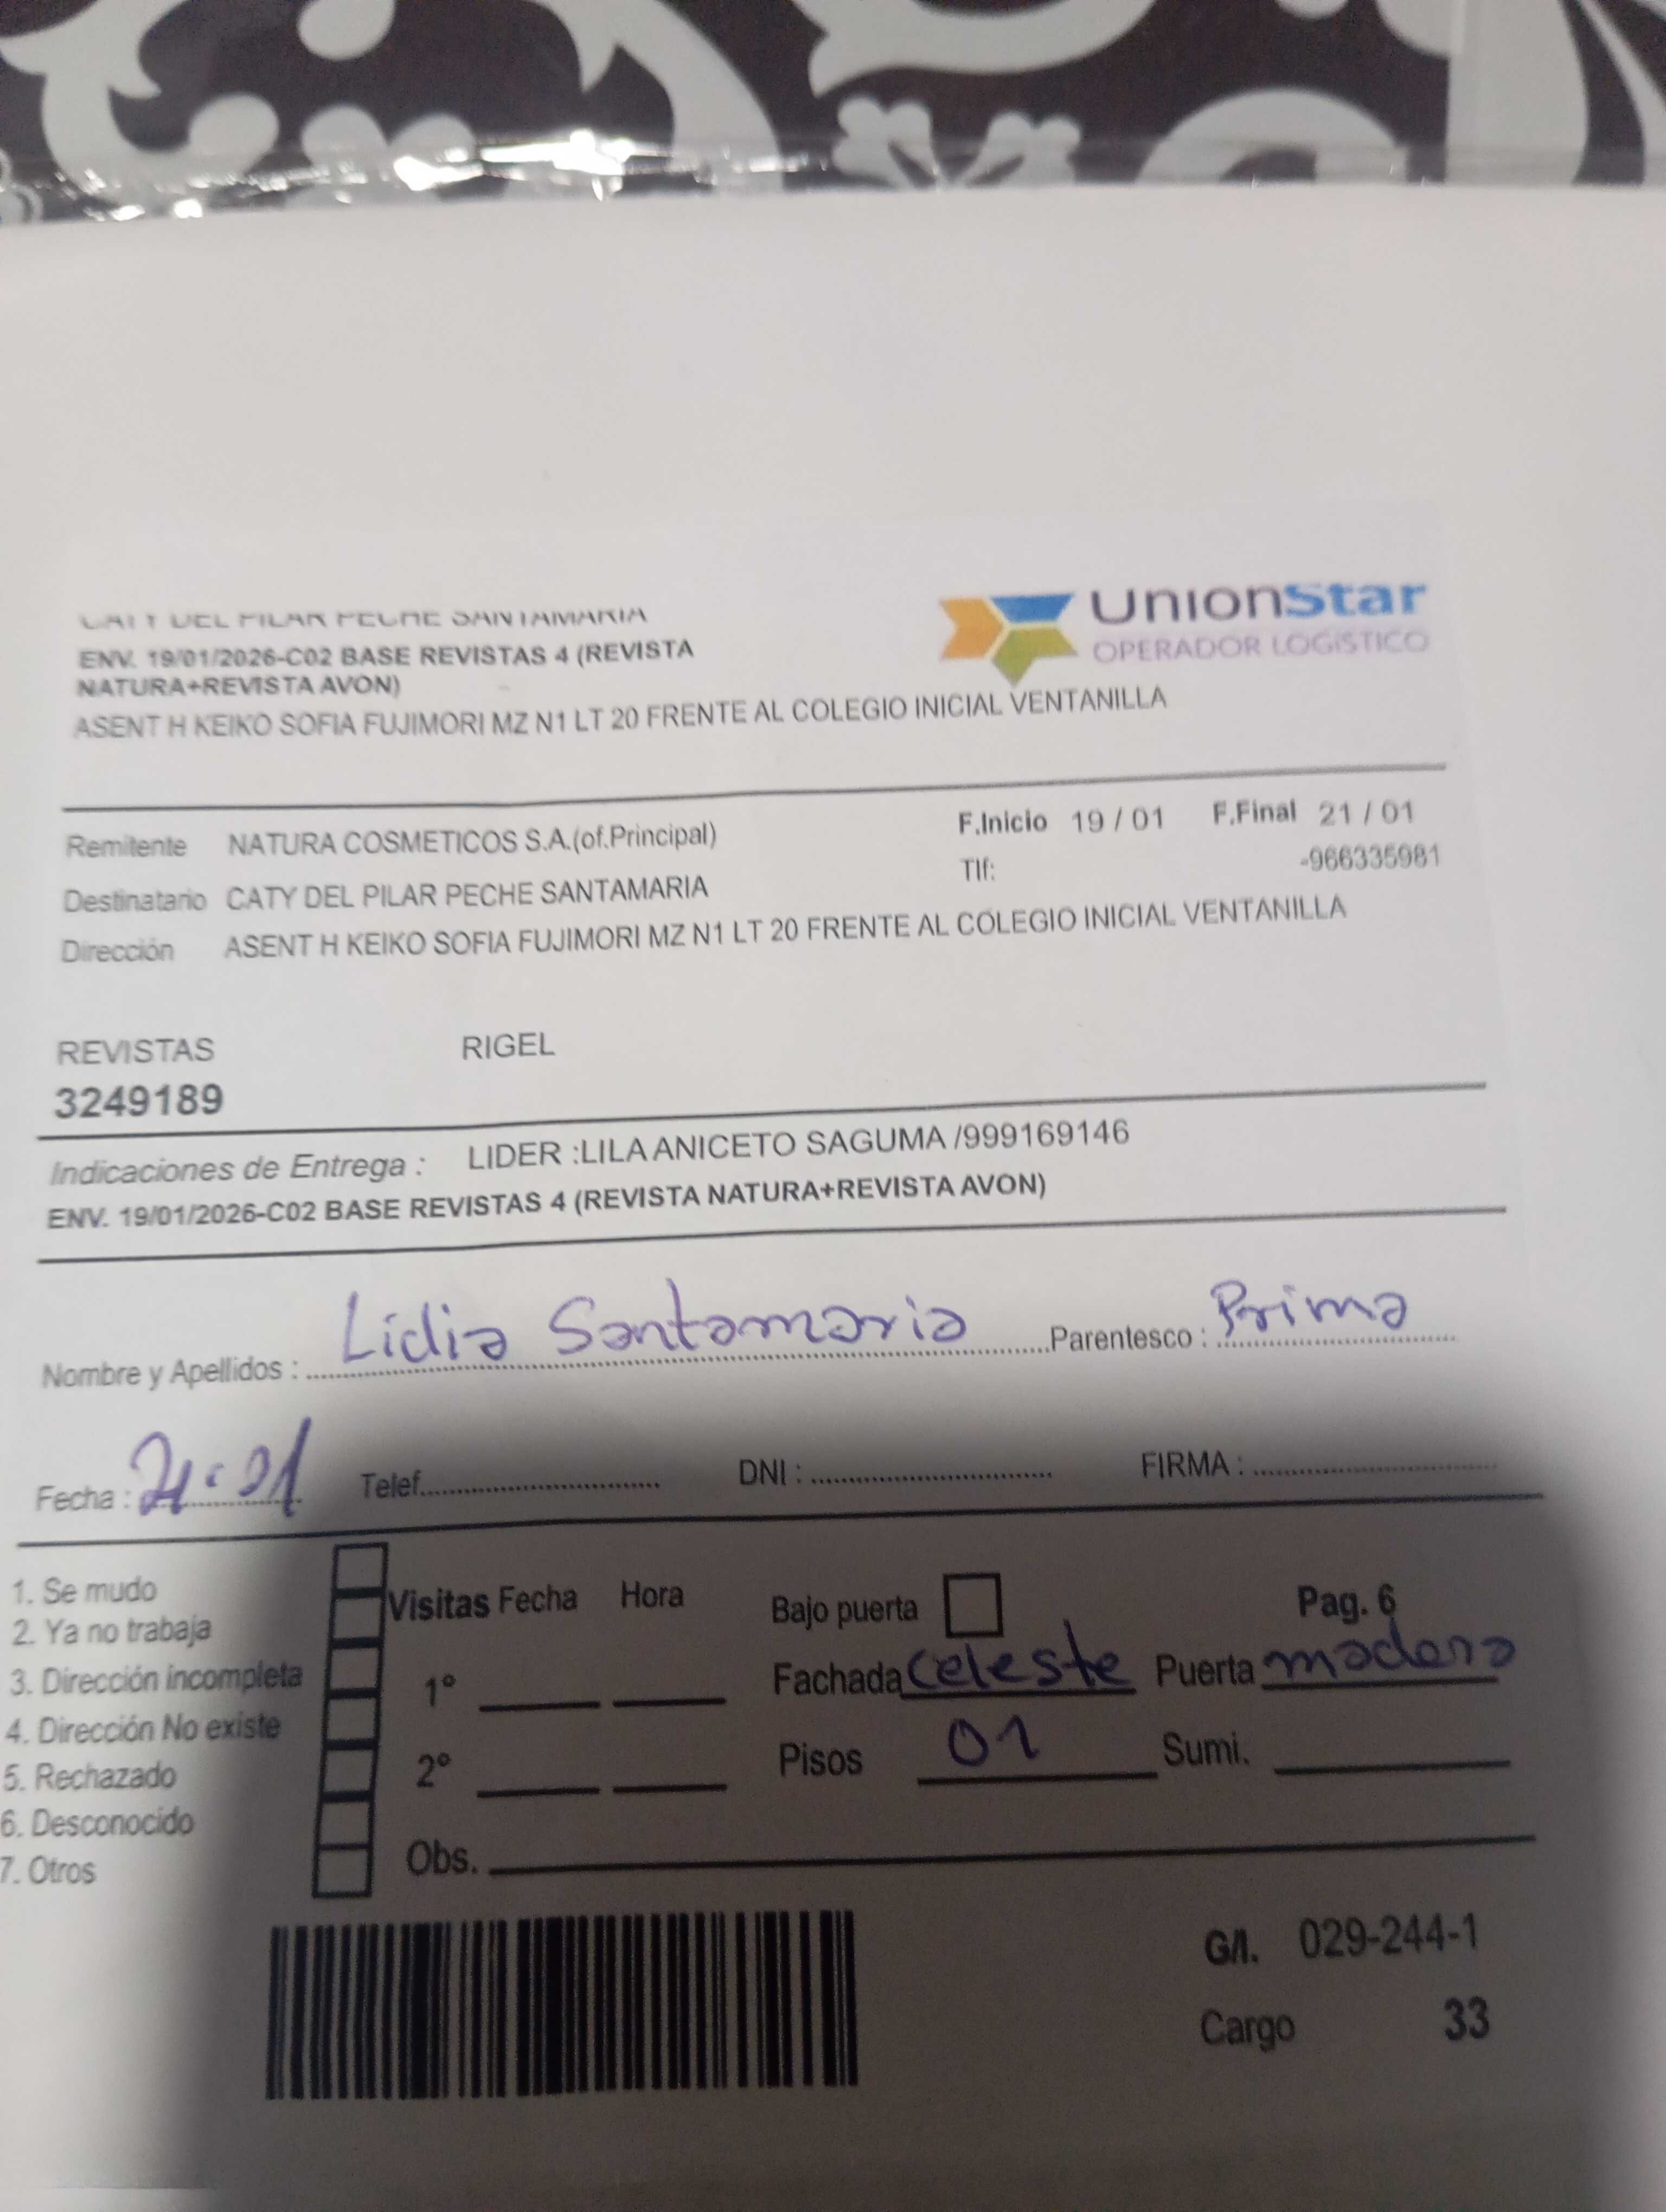 CATY DEL PILAR PECHE SANTAMARIA
UnionStar
OPERADOR LOGÍSTICO
ENV. 19/01/2026-C02 BASE REVISTAS 4 (REVISTA
NATURA+REVISTA AVON)
ASENT H KEIKO SOFIA FUJIMORI MZ N1 LT 20 FRENTE AL COLEGIO INICIAL VENTANILLA
Remitente NATURA COSMETICOS S.A.(of.Principal) F.Inicio 19 / 01 F.Final 21 / 01
Tlf: -966335981
Destinatario CATY DEL PILAR PECHE SANTAMARIA
Dirección ASENT H KEIKO SOFIA FUJIMORI MZ N1 LT 20 FRENTE AL COLEGIO INICIAL VENTANILLA
REVISTAS RIGEL
3249189
Indicaciones de Entrega : LIDER :LILA ANICETO SAGUMA /999169146
ENV. 19/01/2026-C02 BASE REVISTAS 4 (REVISTA NATURA+REVISTA AVON)
Nombre y Apellidos : Lidia Santamaria Parentesco : Prima
Fecha : 21.01 Telef. DNI : FIRMA :
1. Se mudo
2. Ya no trabaja
3. Dirección incompleta
4. Dirección No existe
5. Rechazado
6. Desconocido
7. Otros
Visitas Fecha Hora
1°
2°
Obs.
Bajo puerta Pag. 6
Fachada Celeste Puerta madera
Pisos 01 Sumi.
G/I. 029-244-1
Cargo 33